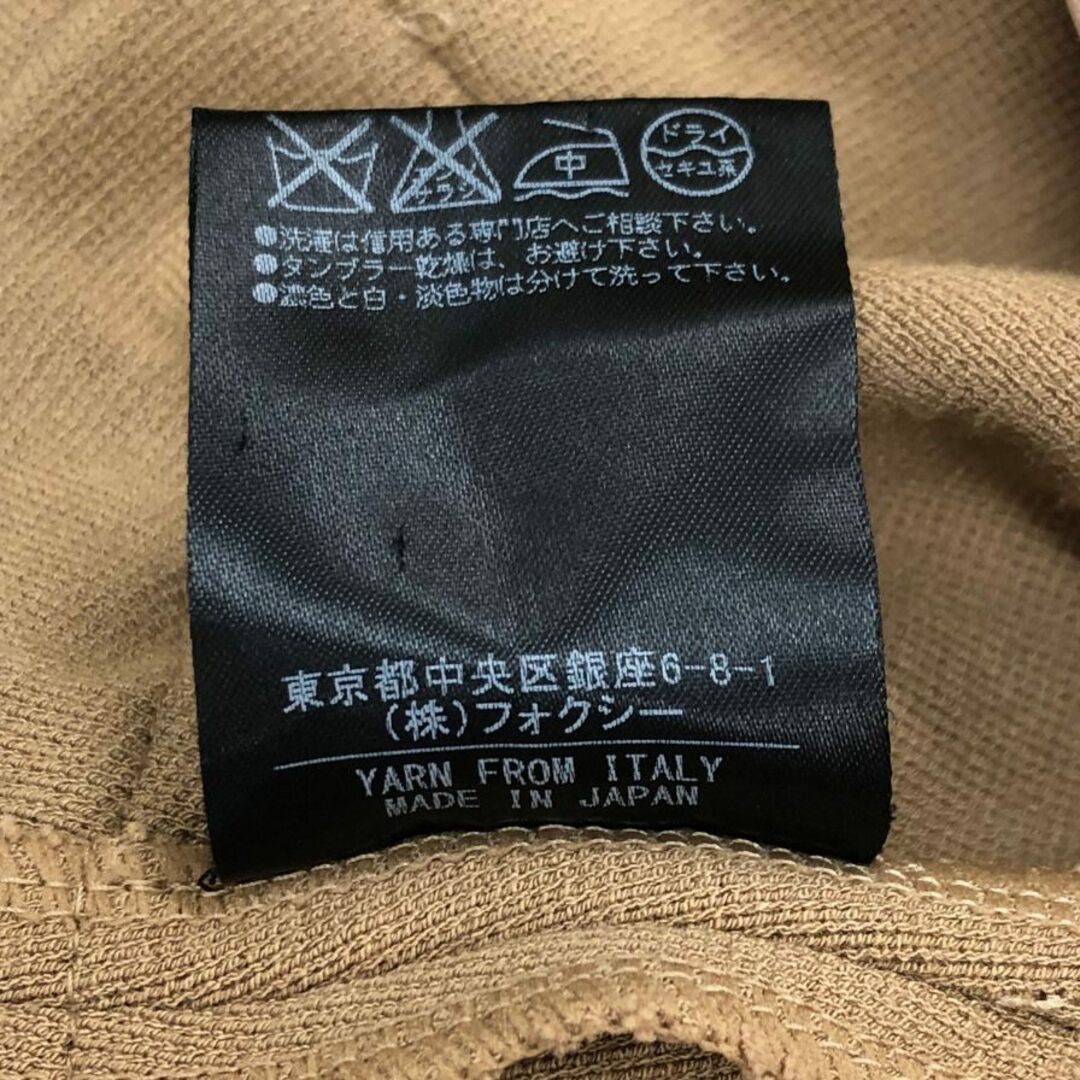 エンソ
サラシ
中
ドライ
セキユ系
●洗濯は信用ある専門店へご相談下さい。
●タンブラー乾燥は、お避け下さい。
●濃色と白・淡色物は分けて洗って下さい。
東京都中央区銀座6-8-1
(株)フォクシー
YARN FROM ITALY
MADE IN JAPAN